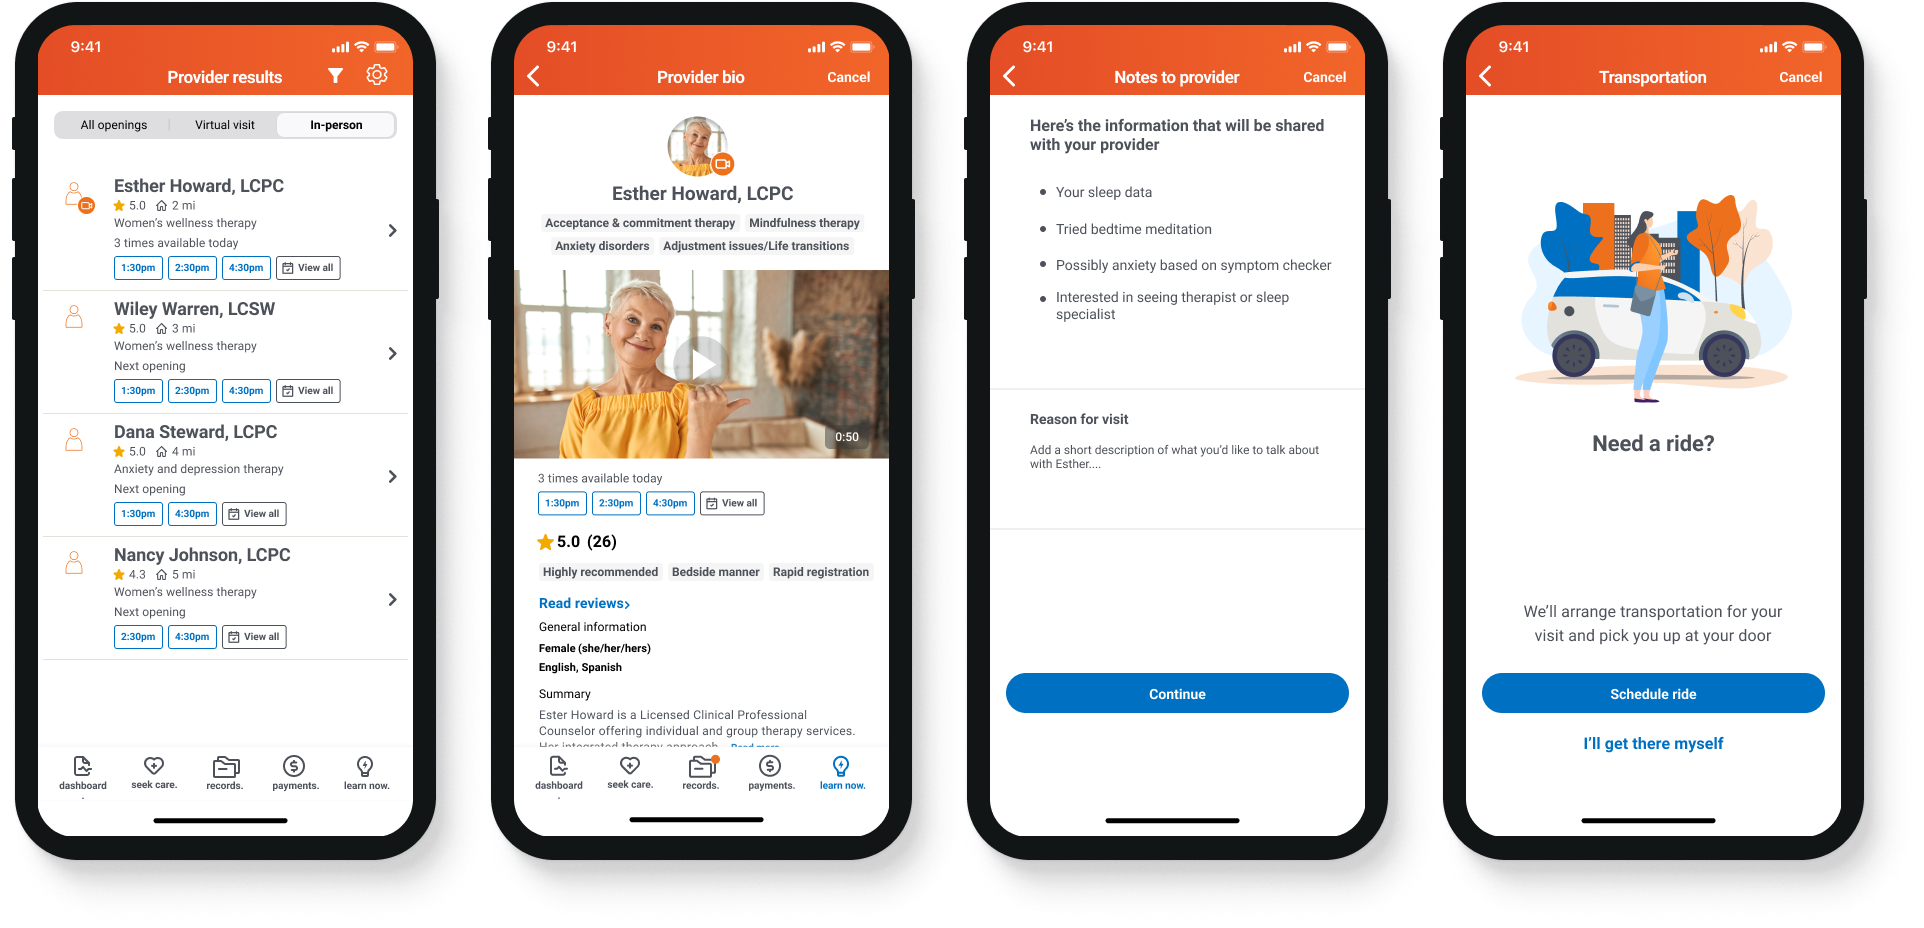 9:41
Provider results
All openings
Virtual visit
In-person
Esther Howard, LCPC
5.0 2 mi
Women's wellness therapy
3 times available today
1:30pm 2:30pm 4:30pm View all
Wiley Warren, LCSW
5.0 3 mi
Women's wellness therapy
Next opening
1:30pm 2:30pm 4:30pm View all
Dana Steward, LCPC
5.0 4 mi
Anxiety and depression therapy
Next opening
1:30pm 4:30pm View all
Nancy Johnson, LCPC
4.3 5 mi
Women's wellness therapy
Next opening
2:30pm 4:30pm View all
dashboard
seek care.
records.
payments.
learn now.
9:41
Provider bio
Cancel
Esther Howard, LCPC
Acceptance & commitment therapy Mindfulness therapy
Anxiety disorders Adjustment issues/Life transitions
0:50
3 times available today
1:30pm 2:30pm 4:30pm View all
5.0 (26)
Highly recommended Bedside manner Rapid registration
Read reviews›
General information
Female (she/her/hers)
English, Spanish
Summary
Ester Howard is a Licensed Clinical Professional
Counselor offering individual and group therapy services.
Her integrated therapy approach... Read more
dashboard
seek care.
records.
payments.
learn now.
9:41
Notes to provider
Cancel
Here's the information that will be shared
with your provider
• Your sleep data
• Tried bedtime meditation
• Possibly anxiety based on symptom checker
• Interested in seeing therapist or sleep
specialist
Reason for visit
Add a short description of what you'd like to talk about
with Esther....
Continue
9:41
Transportation
Cancel
Need a ride?
We'll arrange transportation for your
visit and pick you up at your door
Schedule ride
I'll get there myself